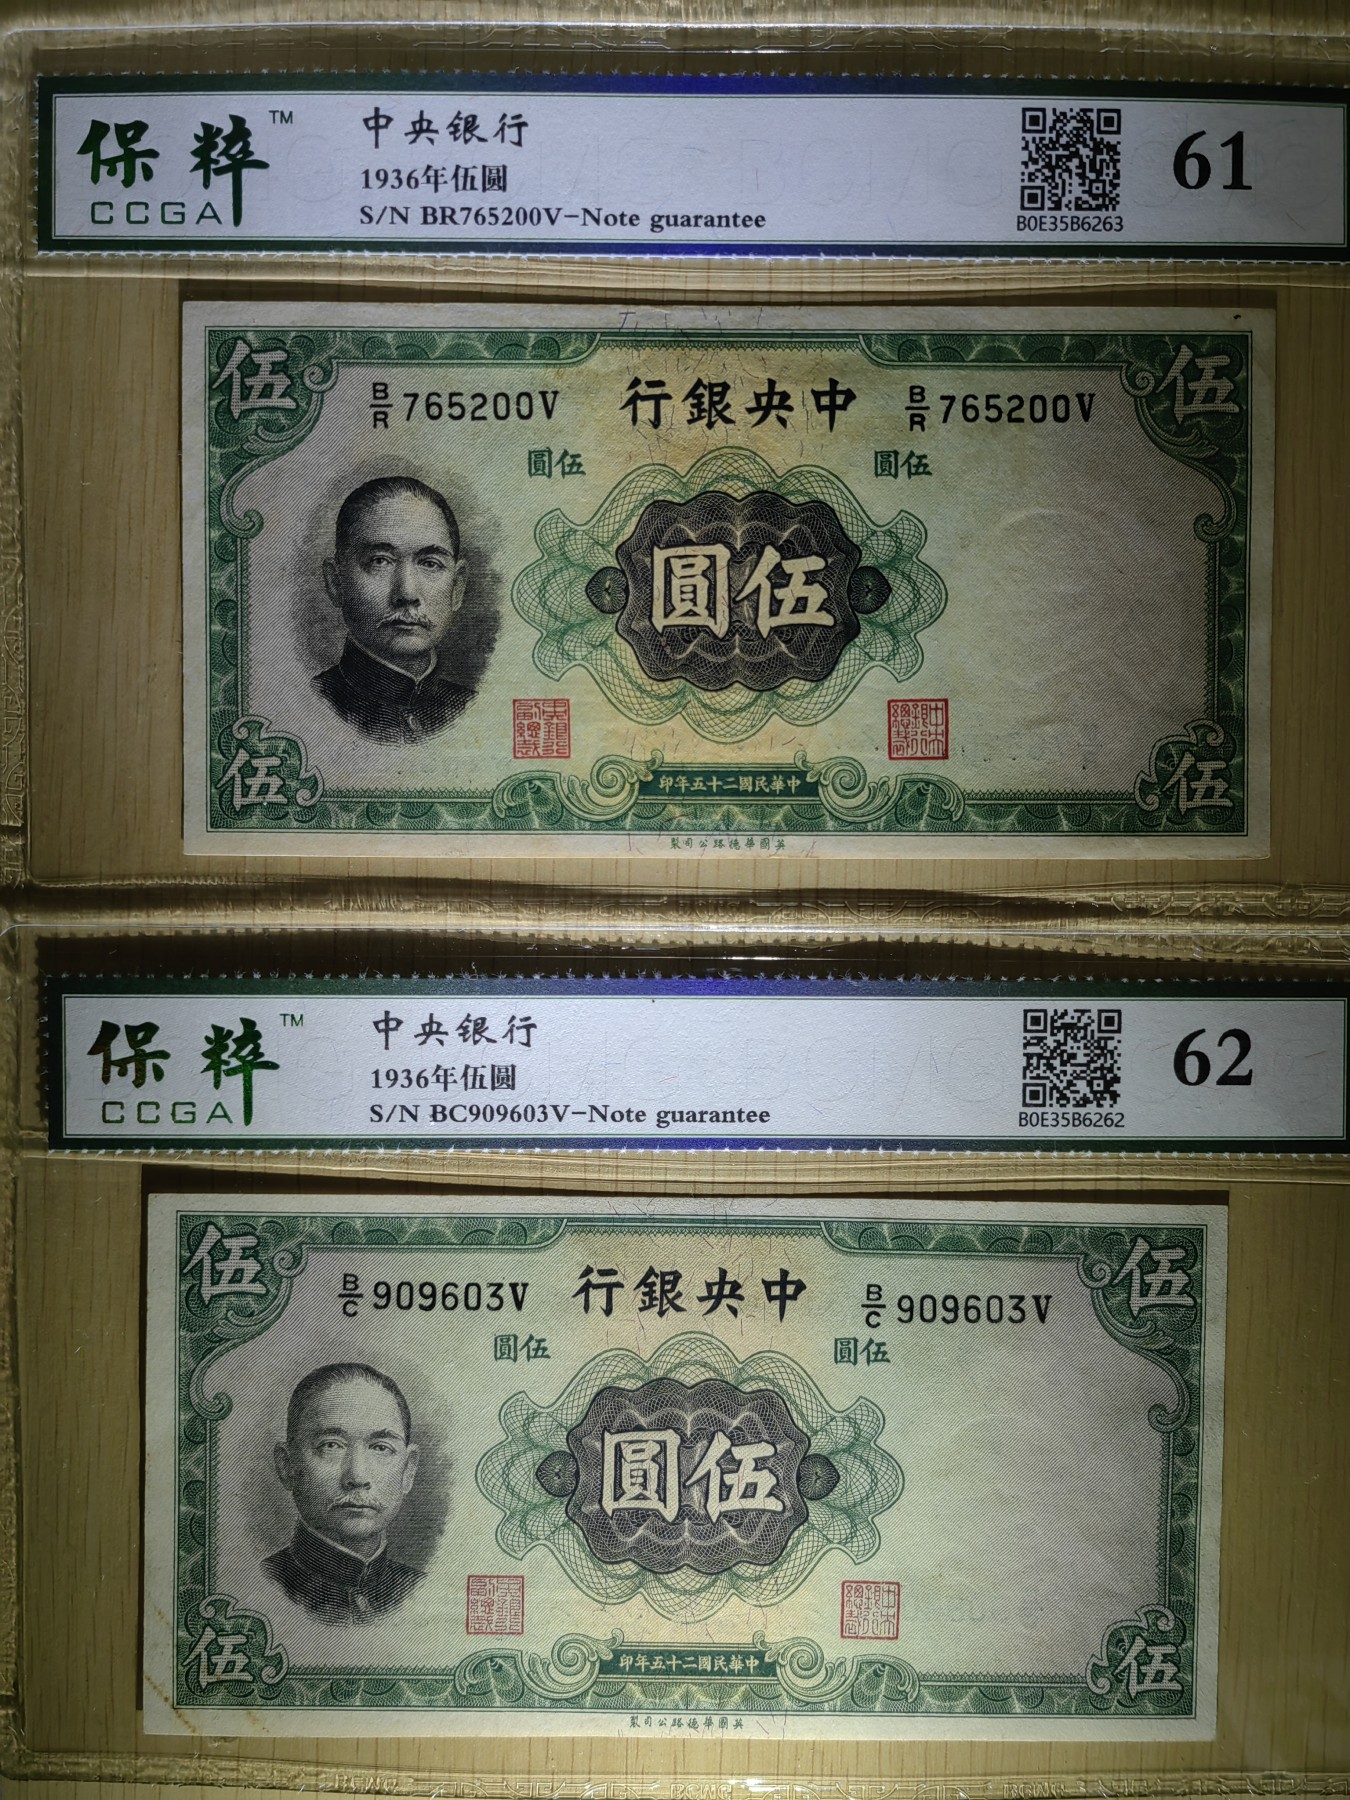 保粹™
CCGA
中央银行
1936年伍圆
S/N BR765200V-Note guarantee
B0E35B6263
61
伍
伍
B/R 765200V
行銀央中
B/R 765200V
圓伍
圓伍
圓伍
伍
印年五十二國民華中
伍
製司公路德華國英
保粹™
CCGA
中央银行
1936年伍圆
S/N BC909603V-Note guarantee
B0E35B6262
62
伍
伍
B/C 909603V
行銀央中
B/C 909603V
圓伍
圓伍
圓伍
伍
印年五十二國民華中
伍
製司公路德華國英